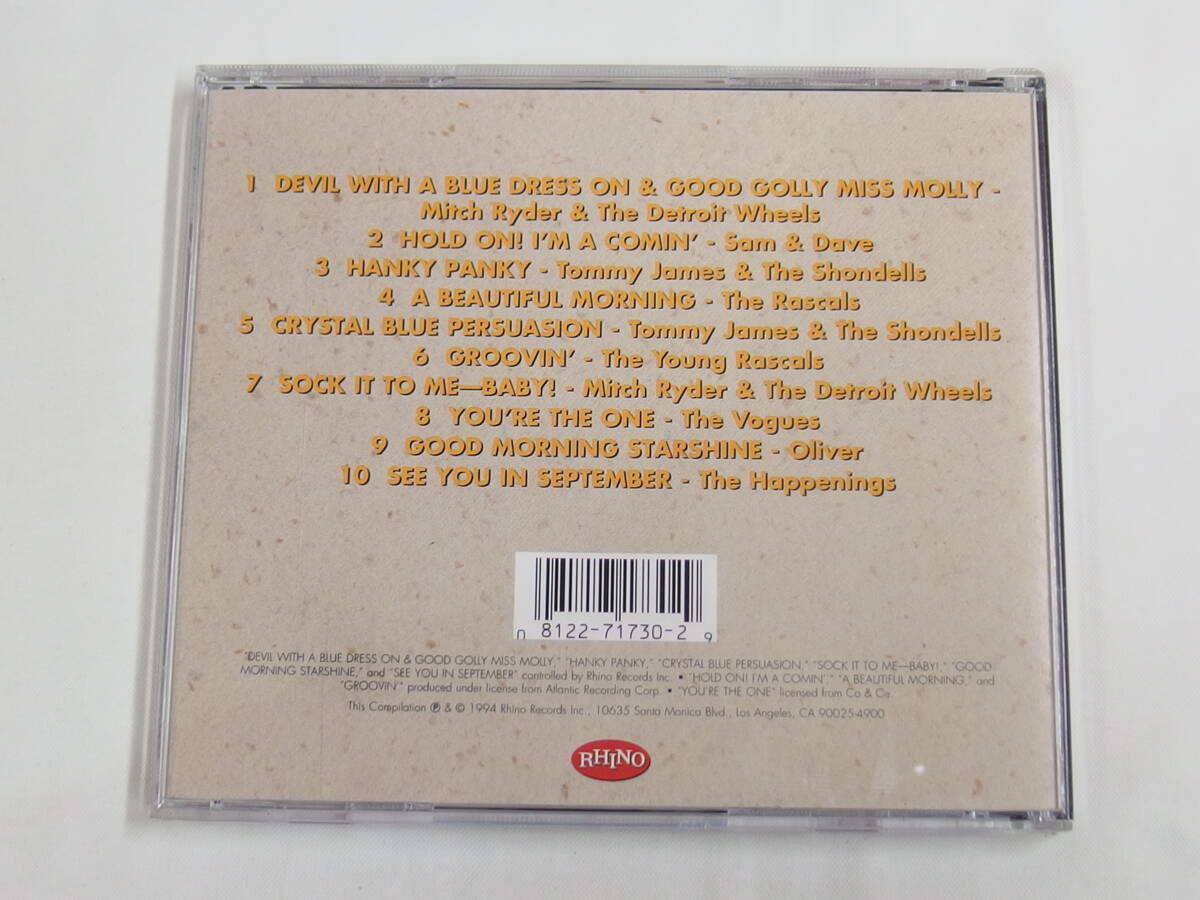 1 DEVIL WITH A BLUE DRESS ON & GOOD GOLLY MISS MOLLY -
Mitch Ryder & The Detroit Wheels
2 HOLD ON! I'M A COMIN' - Sam & Dave
3 HANKY PANKY - Tommy James & The Shondells
4 A BEAUTIFUL MORNING - The Rascals
5 CRYSTAL BLUE PERSUASION - Tommy James & The Shondells
6 GROOVIN' - The Young Rascals
7 SOCK IT TO ME—BABY! - Mitch Ryder & The Detroit Wheels
8 YOU'RE THE ONE - The Vogues
9 GOOD MORNING STARSHINE - Oliver
10 SEE YOU IN SEPTEMBER - The Happenings
0 8122-71730-2 9
"DEVIL WITH A BLUE DRESS ON & GOOD GOLLY MISS MOLLY," "HANKY PANKY," "CRYSTAL BLUE PERSUASION," "SOCK IT TO ME—BABY!," "GOOD
MORNING STARSHINE," and "SEE YOU IN SEPTEMBER" controlled by Rhino Records Inc. • "HOLD ON! I'M A COMIN'," "A BEAUTIFUL MORNING," and
"GROOVIN'" produced under license from Atlantic Recording Corp. • "YOU'RE THE ONE" licensed from Co & Ce.
This Compilation ℗ & © 1994 Rhino Records Inc., 10635 Santa Monica Blvd., Los Angeles, CA 90025-4900
RHINO